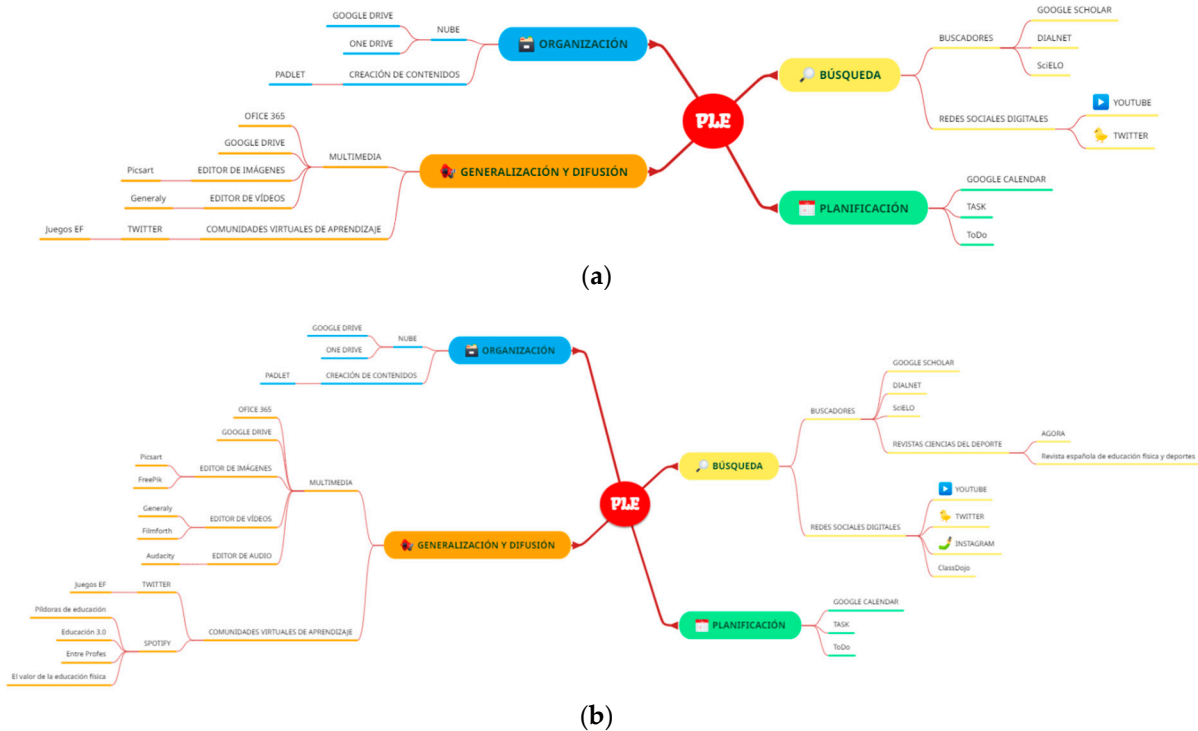 GOOGLE DRIVE
ONE DRIVE
NUBE
PADLET
CREACIÓN DE CONTENIDOS
ORGANIZACIÓN
OFICE 365
GOOGLE DRIVE
Picsart
EDITOR DE IMÁGENES
Generaly
EDITOR DE VÍDEOS
MULTIMEDIA
Juegos EF
TWITTER
COMUNIDADES VIRTUALES DE APRENDIZAJE
GENERALIZACIÓN Y DIFUSIÓN
PLE
BÚSQUEDA
BUSCADORES
GOOGLE SCHOLAR
DIALNET
SciELO
REDES SOCIALES DIGITALES
YOUTUBE
TWITTER
PLANIFICACIÓN
GOOGLE CALENDAR
TASK
ToDo
(a)
GOOGLE DRIVE
ONE DRIVE
NUBE
PADLET
CREACIÓN DE CONTENIDOS
ORGANIZACIÓN
OFICE 365
GOOGLE DRIVE
Picsart
FreePik
EDITOR DE IMÁGENES
Generaly
Filmforth
EDITOR DE VÍDEOS
Audacity
EDITOR DE AUDIO
MULTIMEDIA
Juegos EF
TWITTER
Píldoras de educación
Educación 3.0
Entre Profes
El valor de la educación física
SPOTIFY
COMUNIDADES VIRTUALES DE APRENDIZAJE
GENERALIZACIÓN Y DIFUSIÓN
PLE
BÚSQUEDA
BUSCADORES
GOOGLE SCHOLAR
DIALNET
SciELO
REVISTAS CIENCIAS DEL DEPORTE
AGORA
Revista española de educación física y deportes
REDES SOCIALES DIGITALES
YOUTUBE
TWITTER
INSTAGRAM
ClassDojo
PLANIFICACIÓN
GOOGLE CALENDAR
TASK
ToDo
(b)